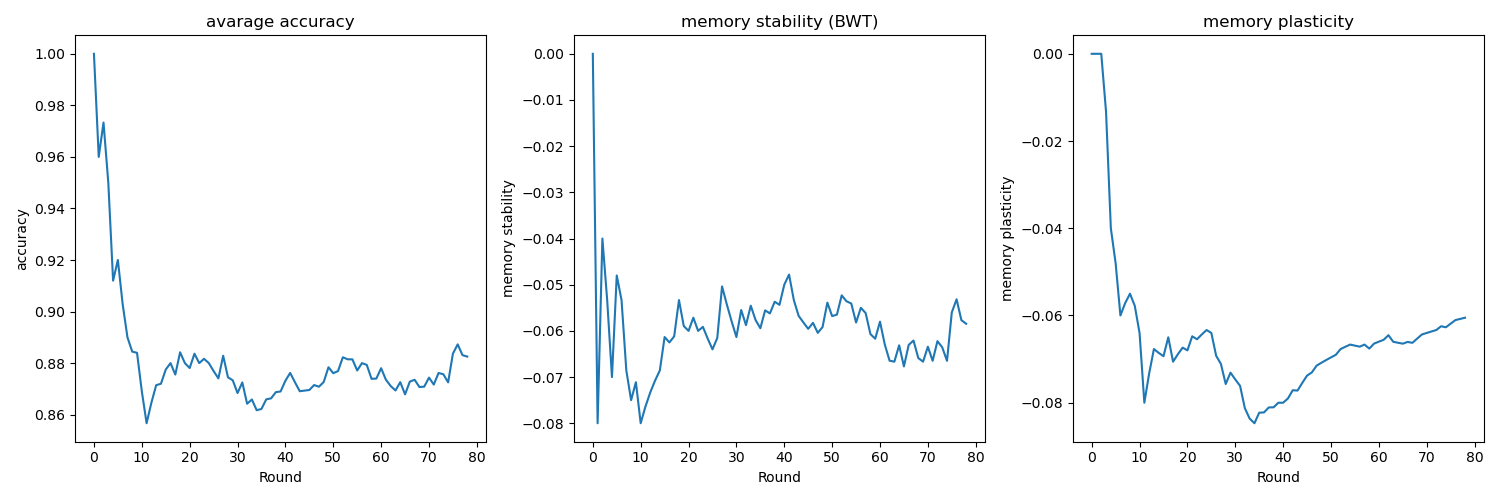 avarage accuracy
1.00
0.98
0.96
0.94
0.92
0.90
0.88
0.86
accuracy
0 10 20 30 40 50 60 70 80
Round
memory stability (BWT)
0.00
−0.01
−0.02
−0.03
−0.04
−0.05
−0.06
−0.07
−0.08
memory stability
0 10 20 30 40 50 60 70 80
Round
memory plasticity
0.00
−0.02
−0.04
−0.06
−0.08
memory plasticity
0 10 20 30 40 50 60 70 80
Round